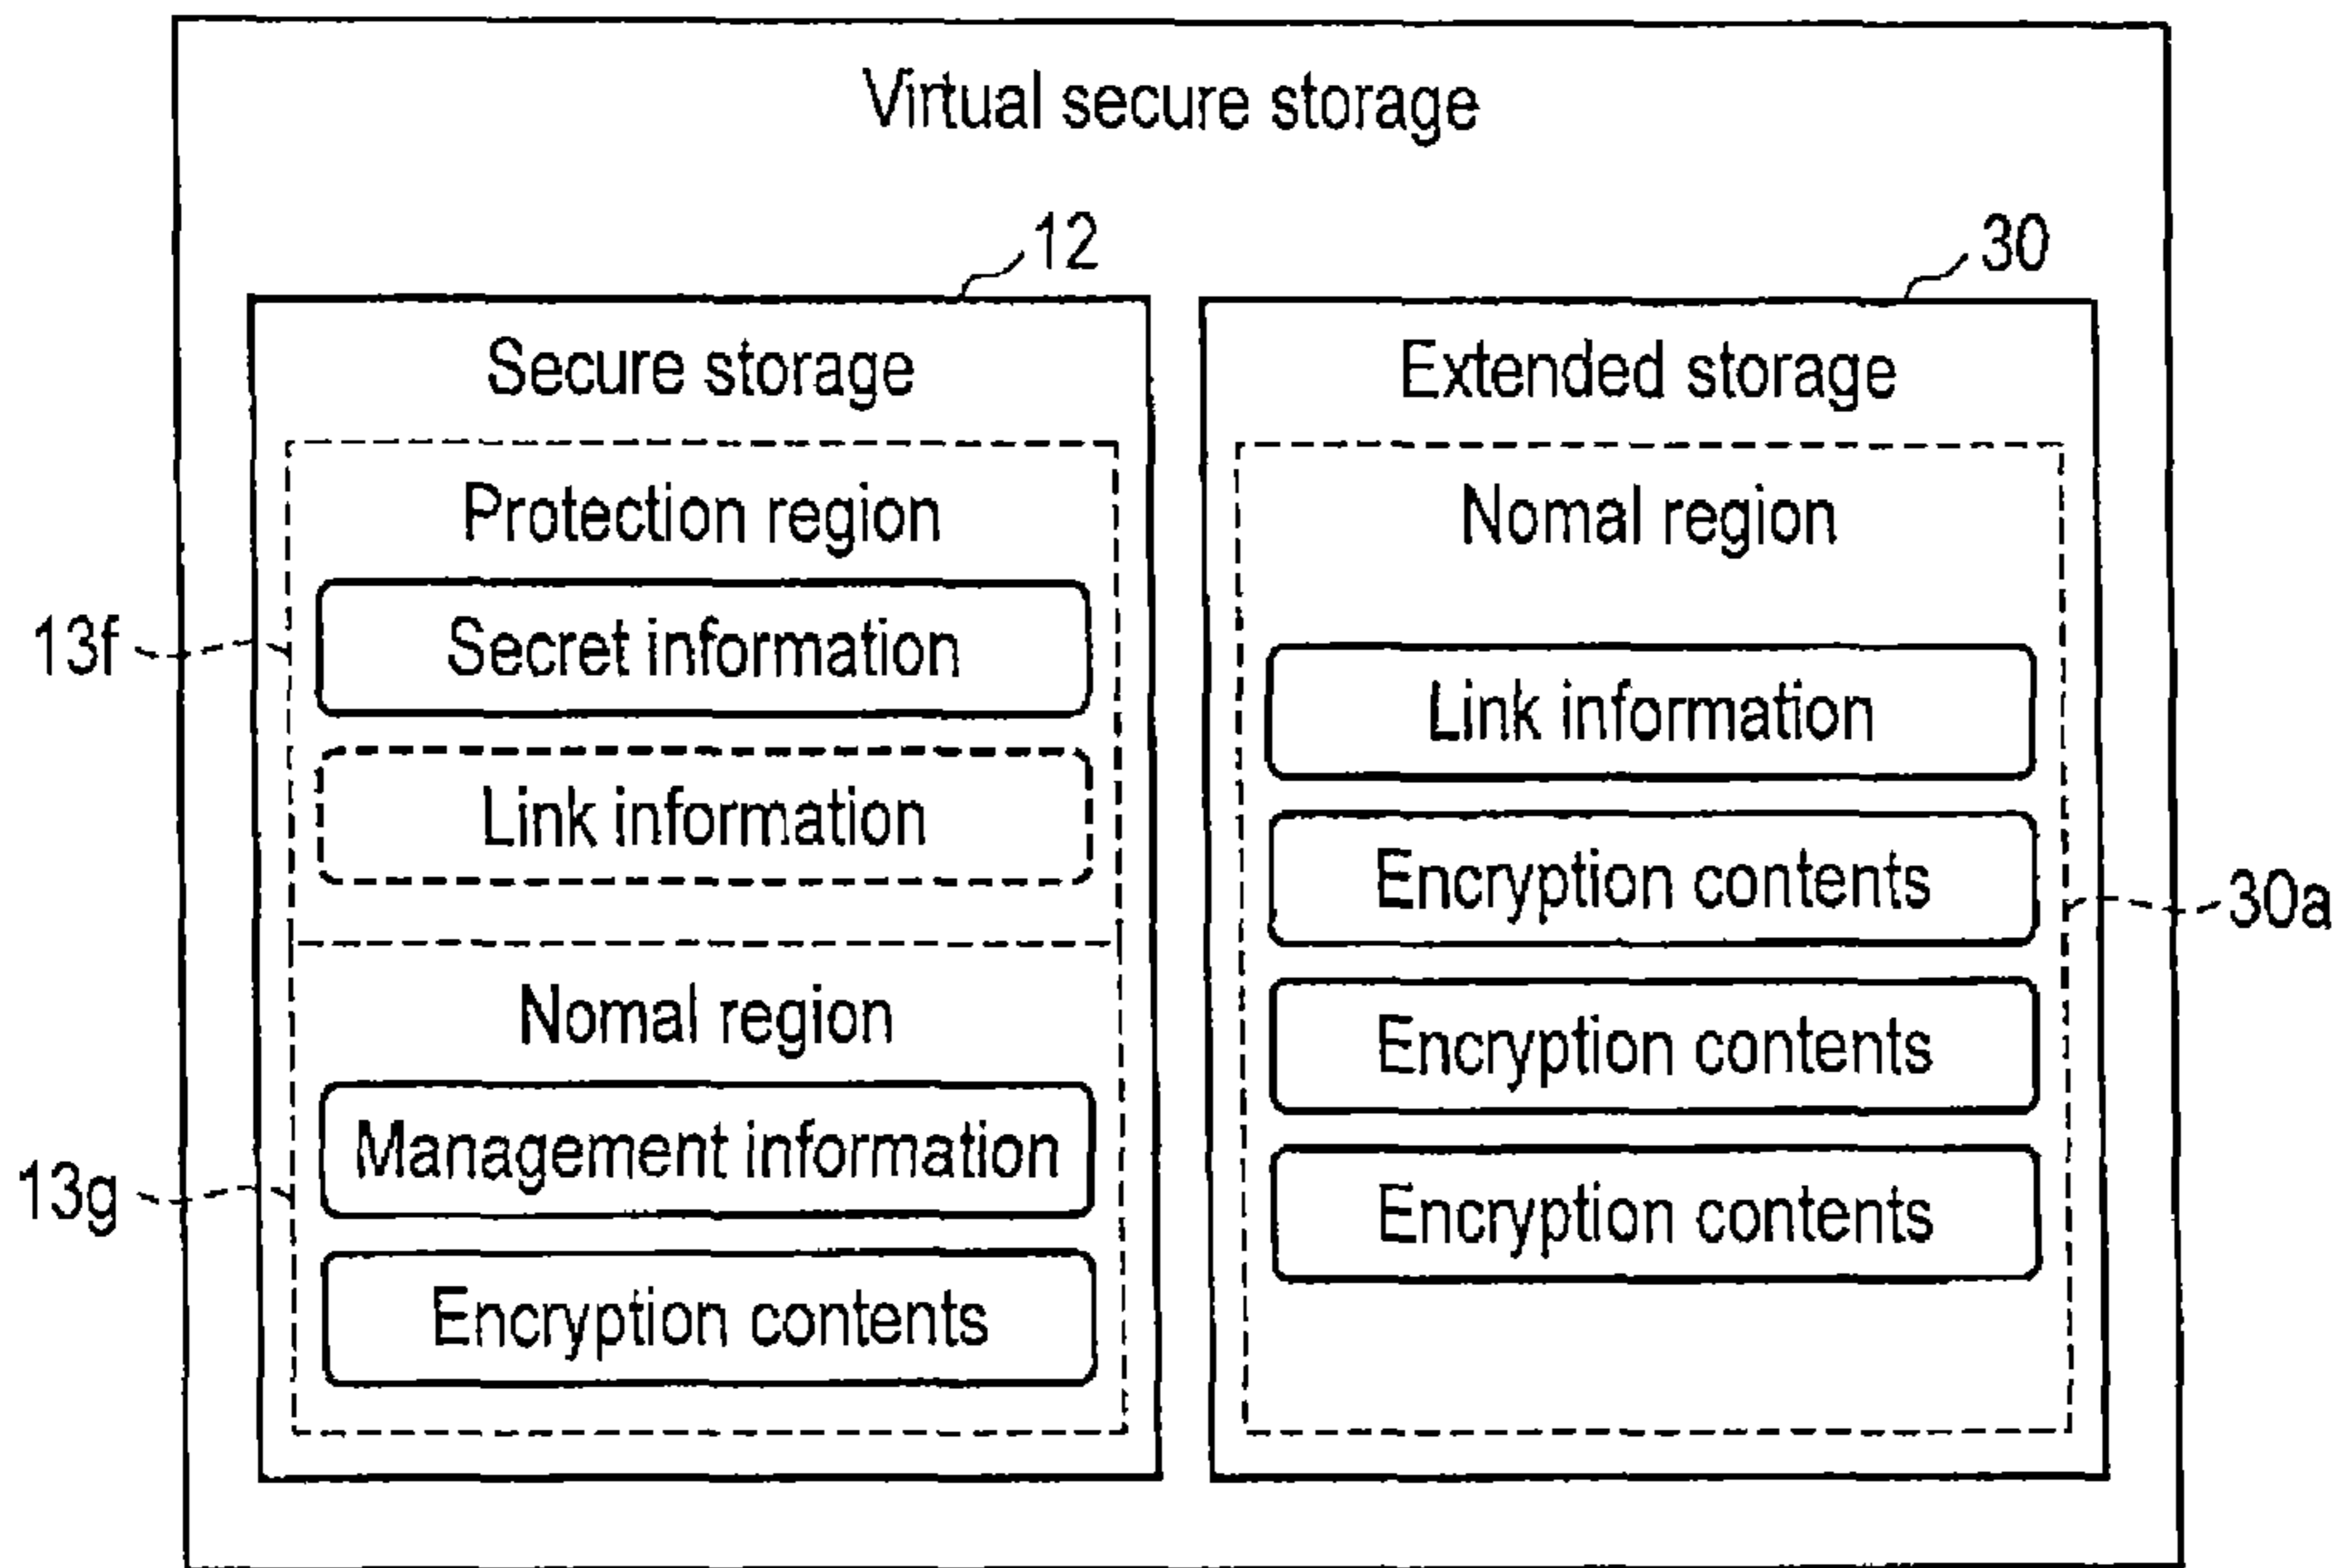 Virtual secure storage
12
Secure storage
Protection region
13f
Secret information
Link information
Nomal region
13g
Management information
Encryption contents
30
Extended storage
Nomal region
Link information
Encryption contents
30a
Encryption contents
Encryption contents